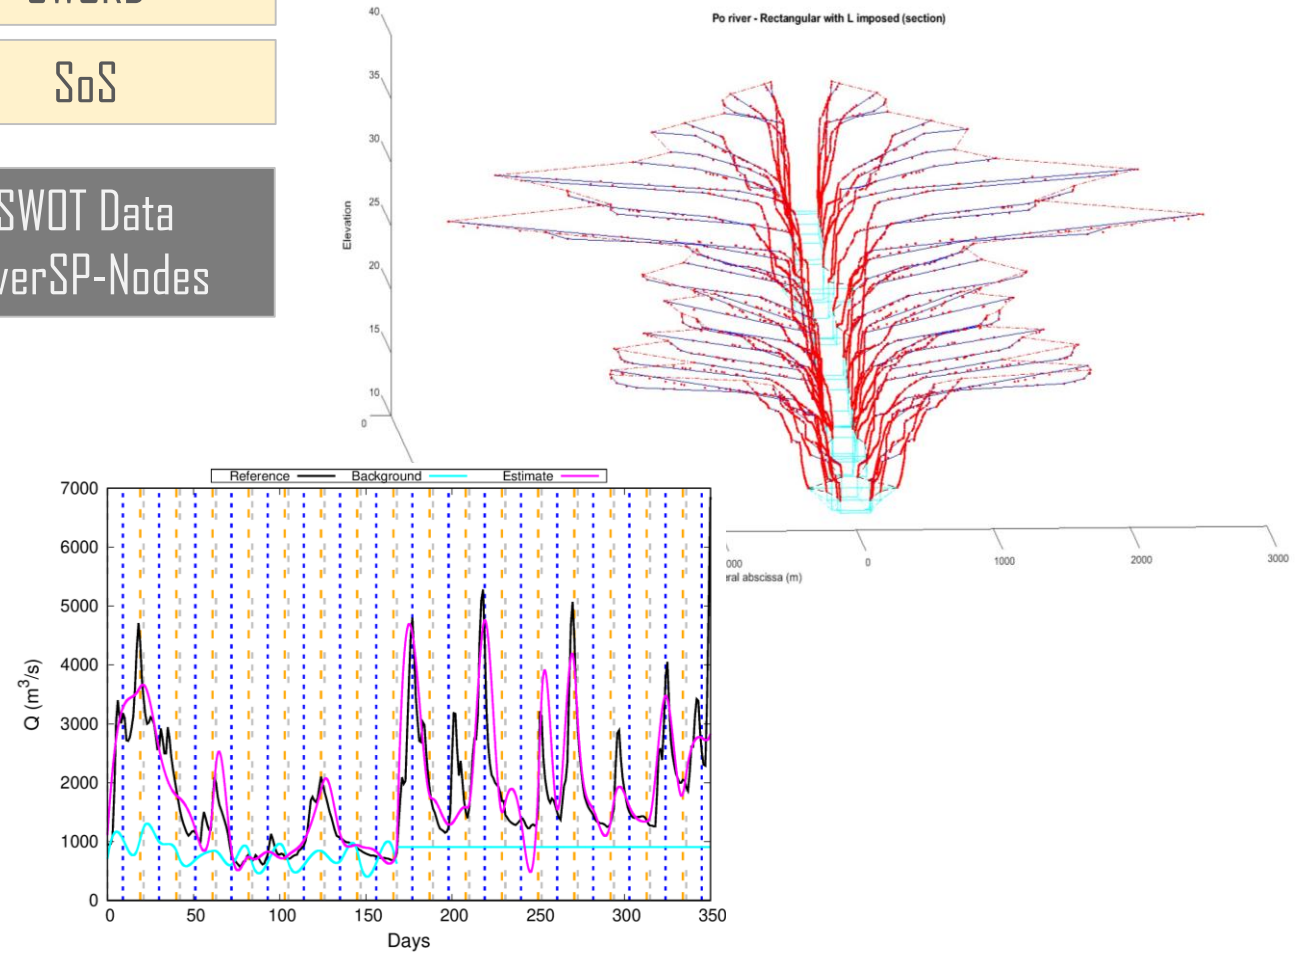 SoS
SWOT Data
verSP-Nodes
Po river - Rectangular with L imposed (section)
40
35
30
25
20
15
10
0
Elevation
000
0
1000
2000
3000
ral abscissa (m)
Reference
Background
Estimate
7000
6000
5000
4000
3000
2000
1000
0
Q (m³/s)
0
50
100
150
200
250
300
350
Days